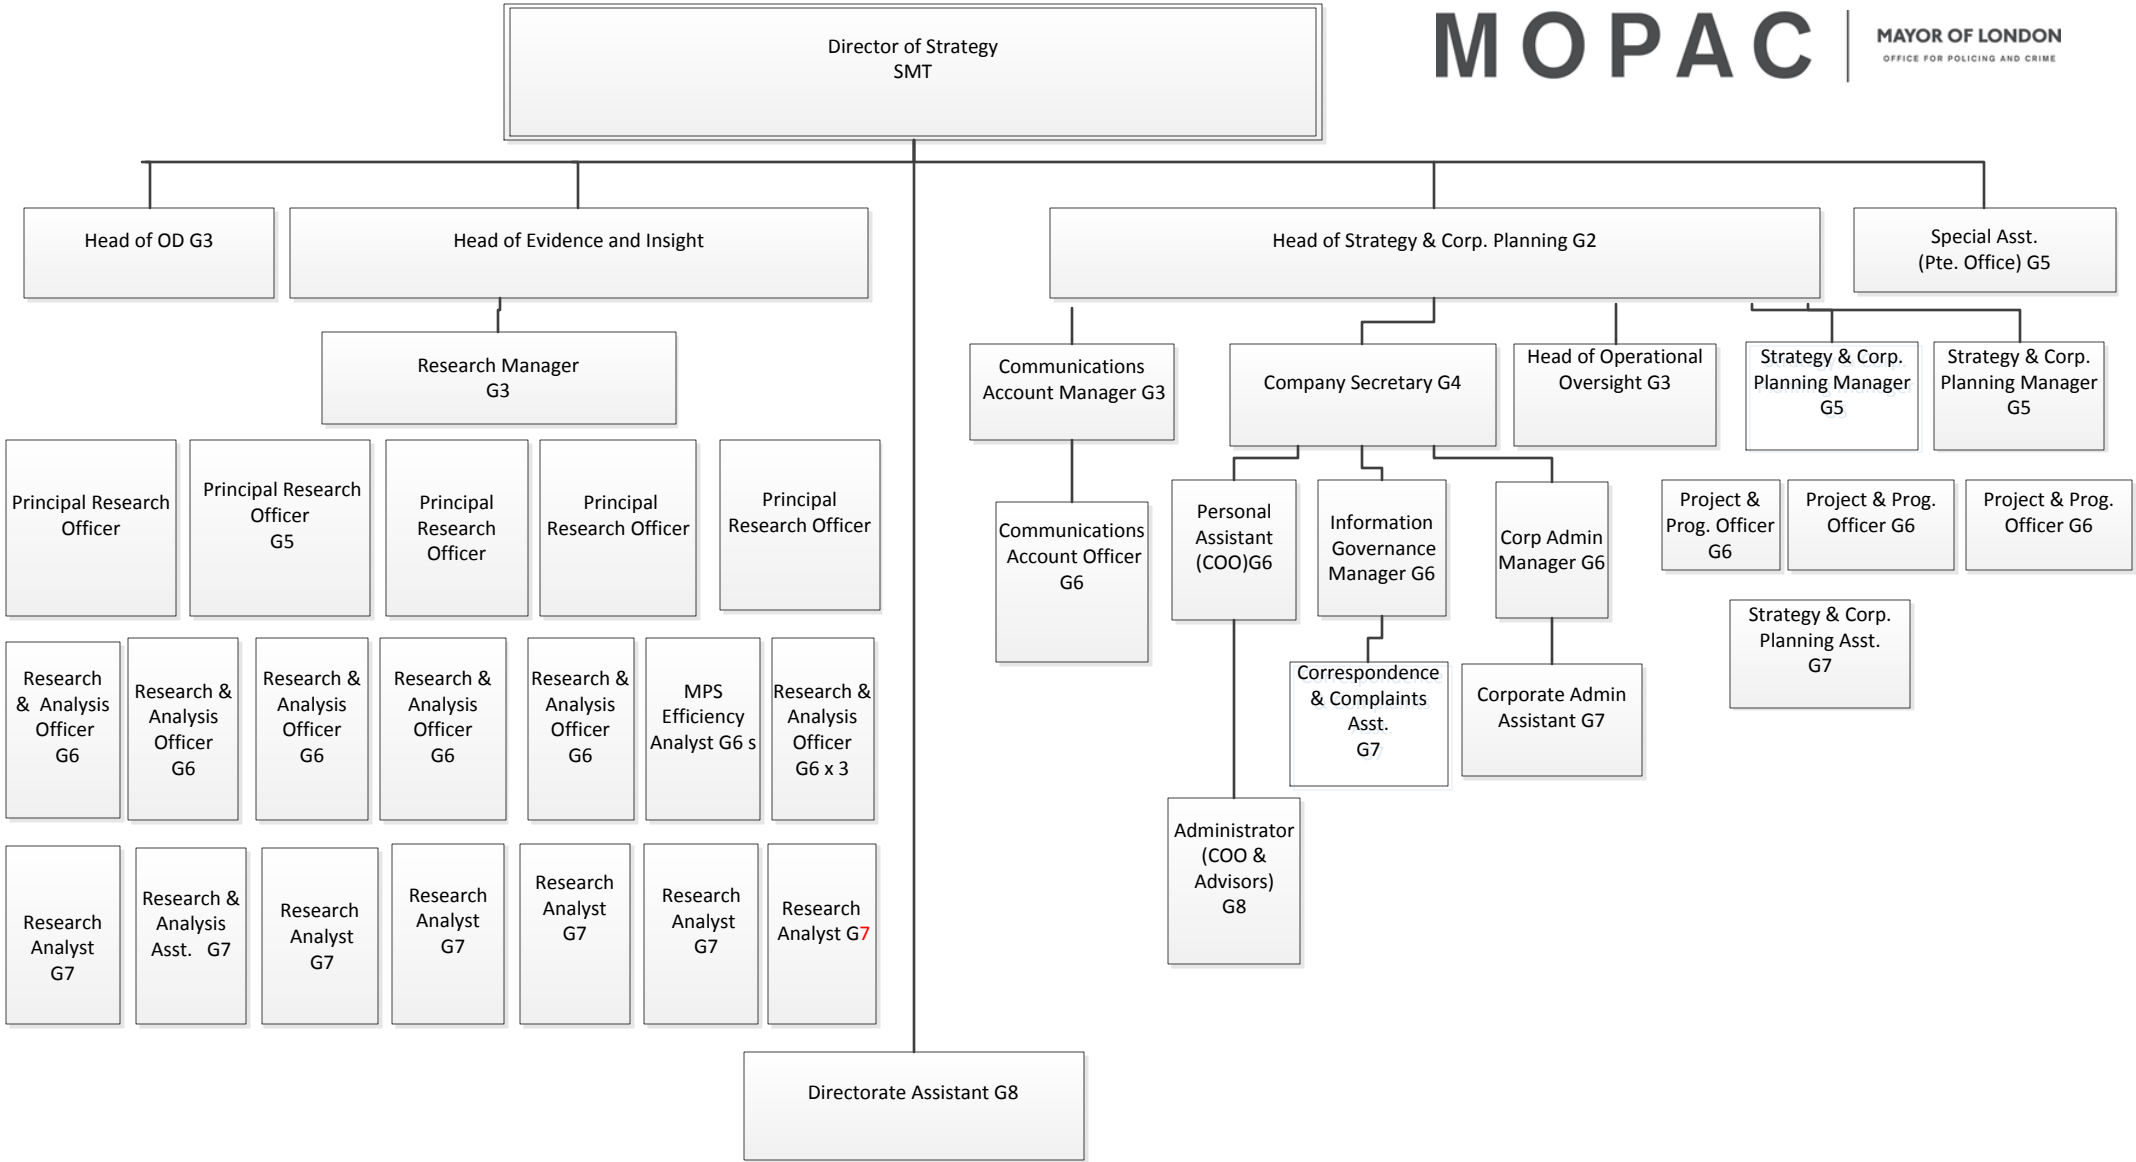 Director of Strategy
SMT
MOPAC
MAYOR OF LONDON
OFFICE FOR POLICING AND CRIME
Head of OD G3
Head of Evidence and Insight
Head of Strategy & Corp. Planning G2
Special Asst.
(Pte. Office) G5
Research Manager
G3
Communications
Account Manager G3
Company Secretary G4
Head of Operational
Oversight G3
Strategy & Corp.
Planning Manager
G5
Strategy & Corp.
Planning Manager
G5
Principal Research
Officer
Principal Research
Officer
G5
Principal
Research
Officer
Principal
Research Officer
Principal
Research Officer
Communications
Account Officer
G6
Personal
Assistant
(COO)G6
Information
Governance
Manager G6
Corp Admin
Manager G6
Project &
Prog. Officer
G6
Project & Prog.
Officer G6
Project & Prog.
Officer G6
Strategy & Corp.
Planning Asst.
G7
Research
& Analysis
Officer
G6
Research &
Analysis
Officer
G6
Research &
Analysis
Officer
G6
Research &
Analysis
Officer
G6
Research &
Analysis
Officer
G6
MPS
Efficiency
Analyst G6 s
Research &
Analysis
Officer
G6 x 3
Correspondence
& Complaints
Asst.
G7
Corporate Admin
Assistant G7
Administrator
(COO &
Advisors)
G8
Research
Analyst
G7
Research &
Analysis
Asst. G7
Research
Analyst
G7
Research
Analyst
G7
Research
Analyst
G7
Research
Analyst
G7
Research
Analyst G7
Directorate Assistant G8